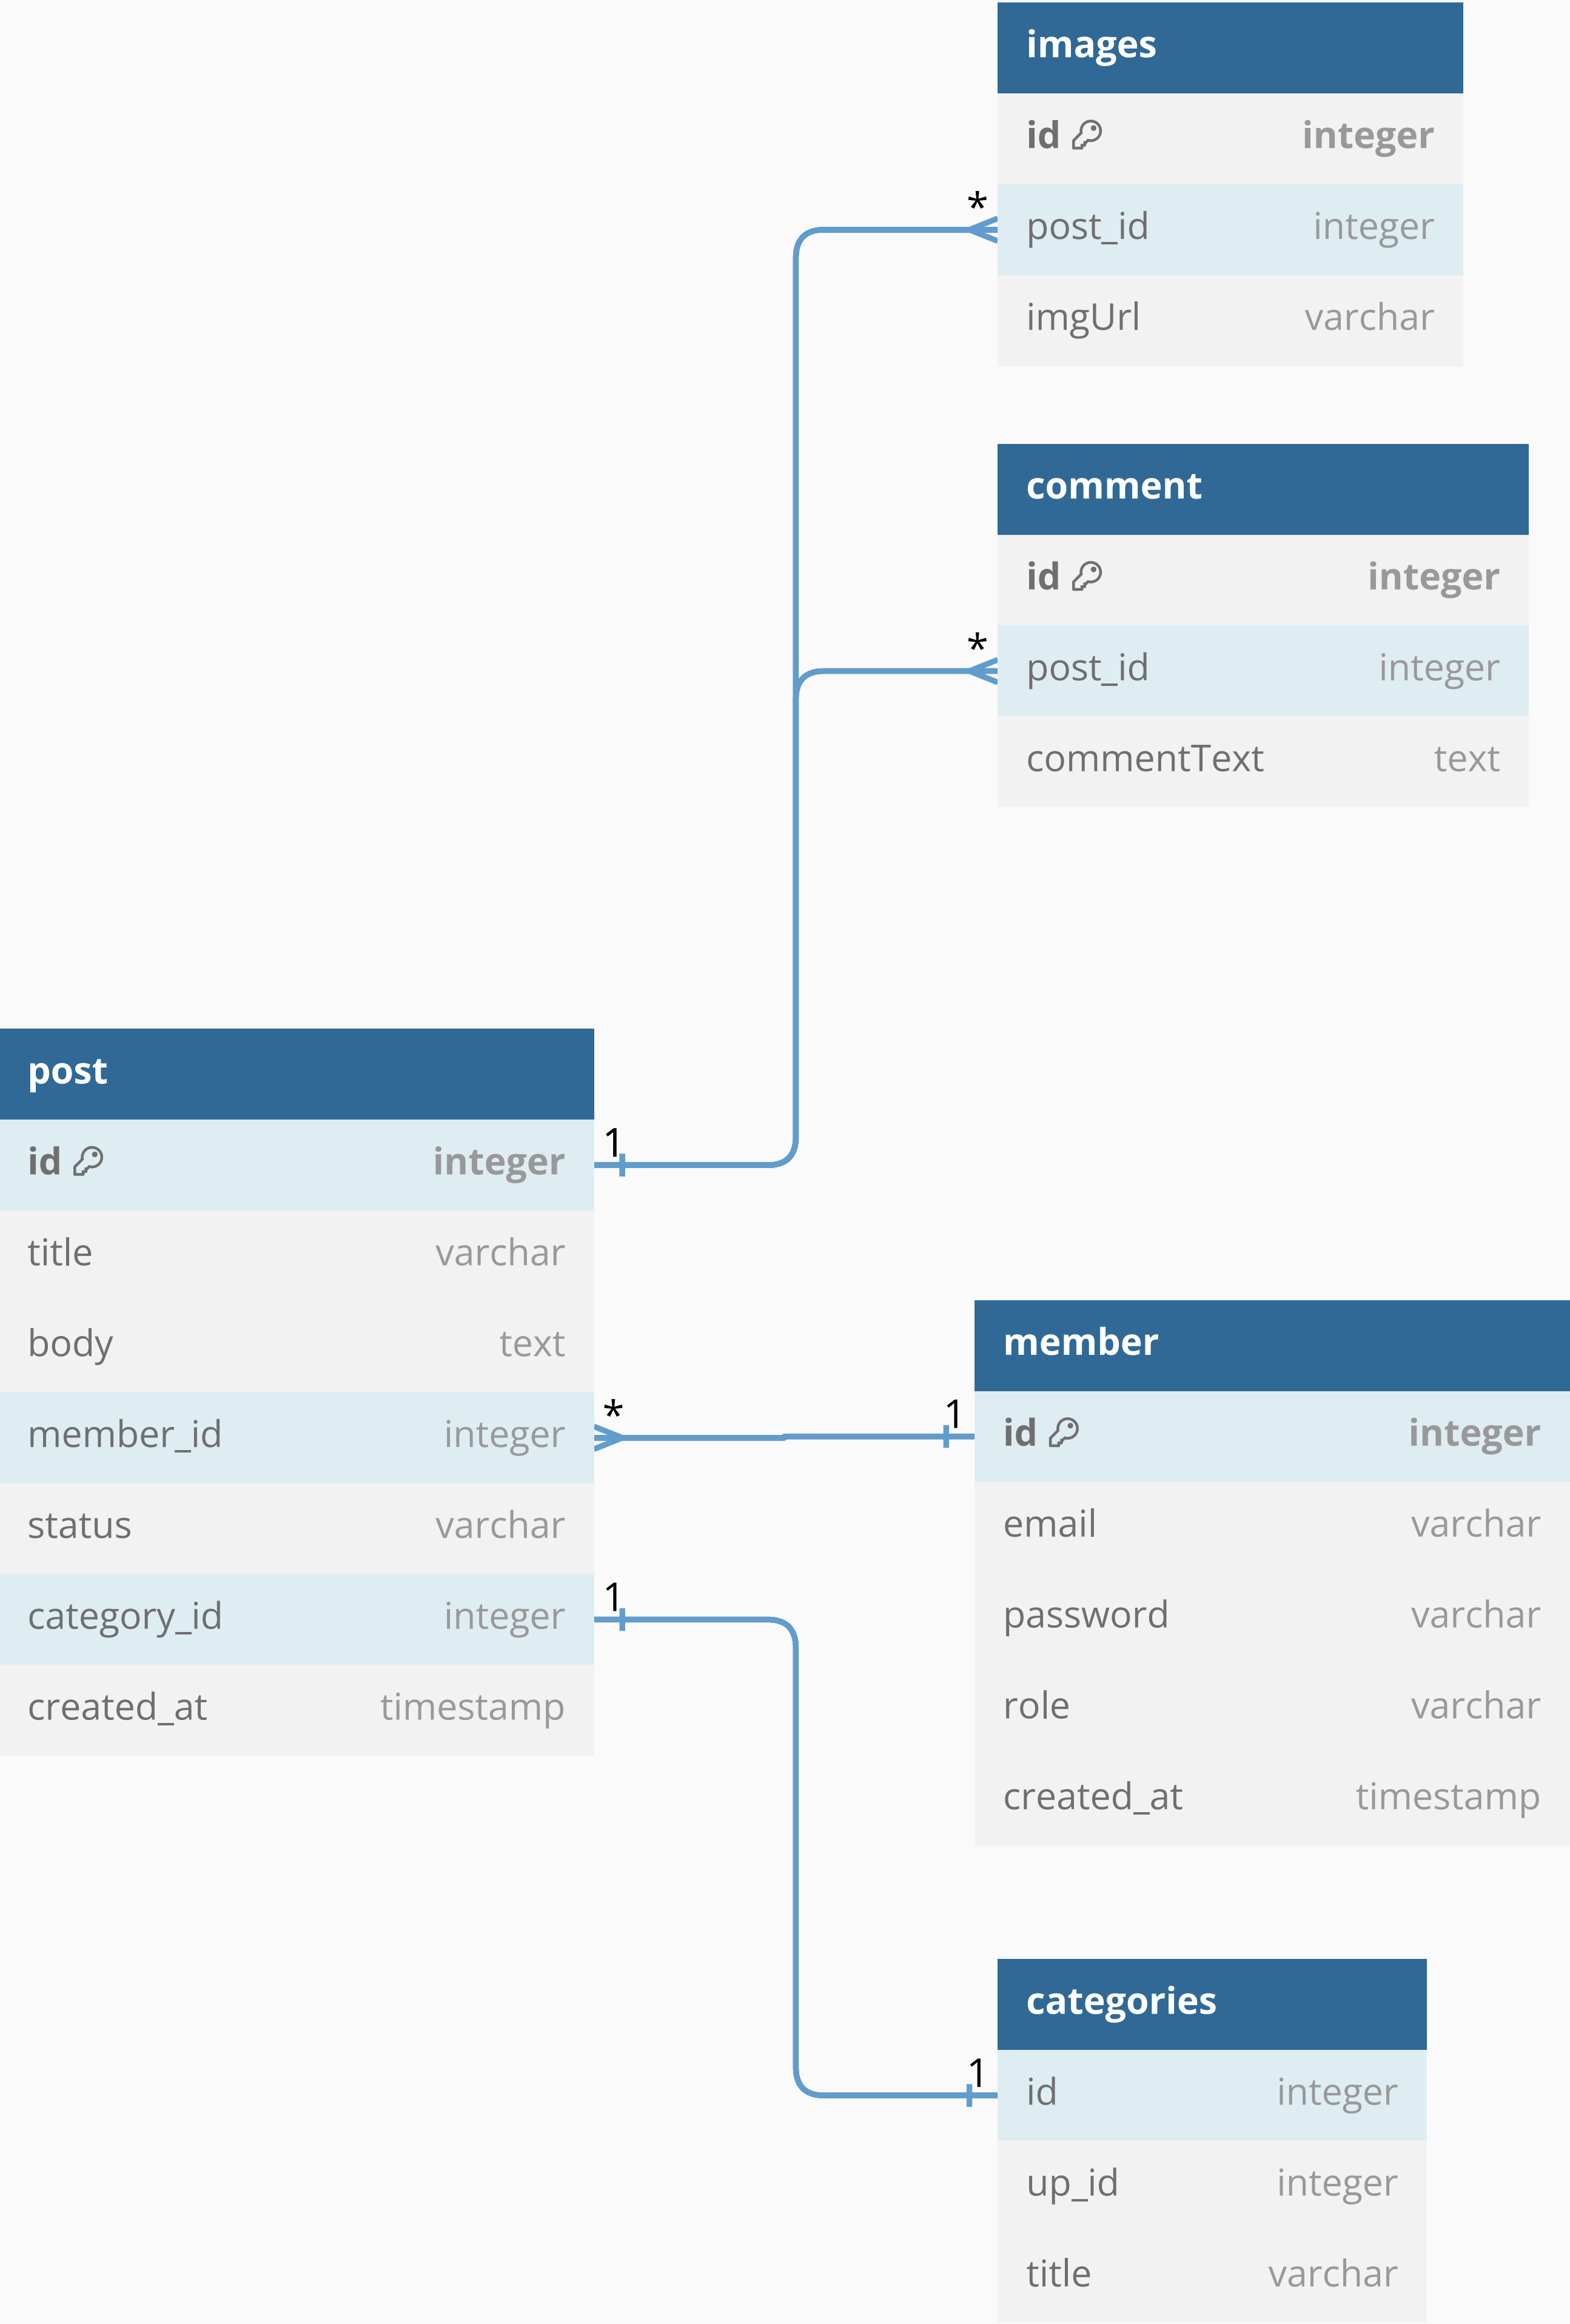 images
id integer
*
post_id integer
imgUrl varchar
comment
id integer
*
post_id integer
commentText text
post
1
id integer
title varchar
body text
*
member_id integer
status varchar
1
category_id integer
created_at timestamp
member
1
id integer
email varchar
password varchar
role varchar
created_at timestamp
categories
1
id integer
up_id integer
title varchar